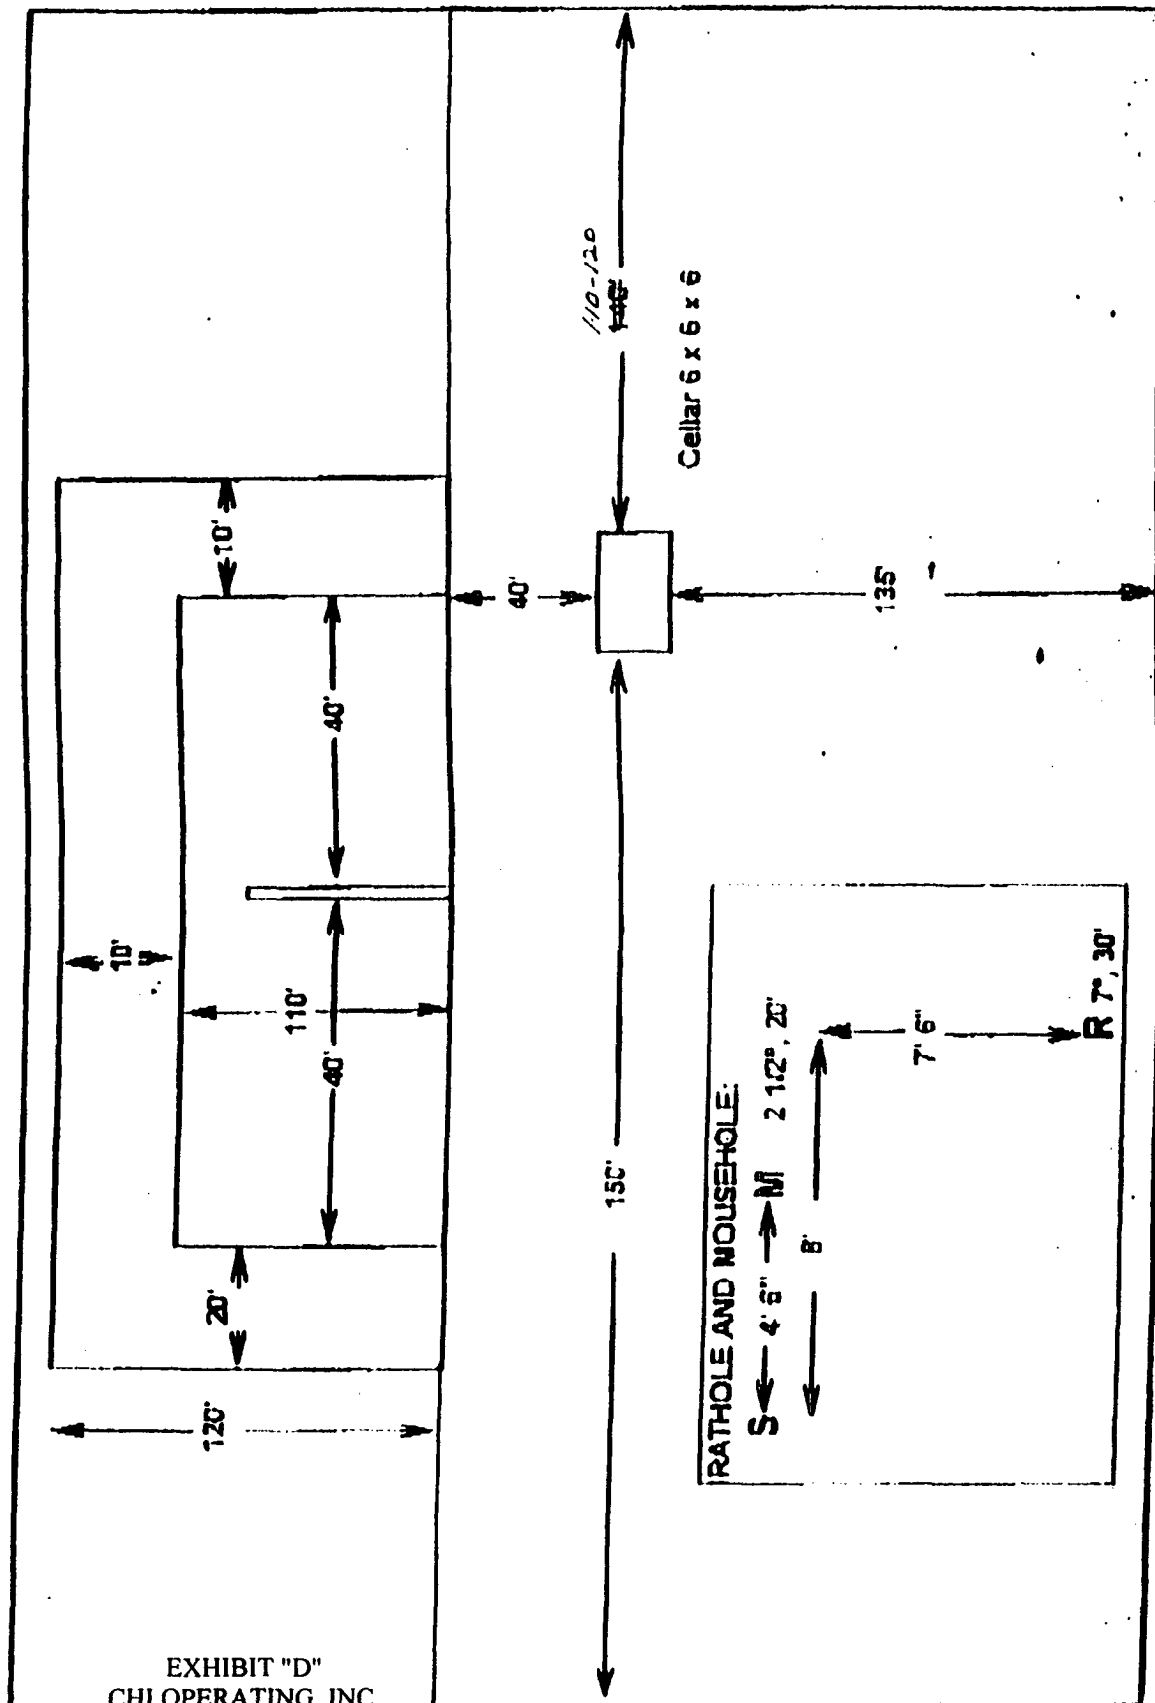 110-120
140'
Cellar 6 x 6 x 6
10'
40'
40'
135'
10'
110'
40'
20'
120'
150'
RATHOLE AND MOUSEHOLE:
S 4' 6" M 2 1/2°, 20'
8'
7' 6"
R 7°, 30'
EXHIBIT "D"
CHI OPERATING, INC